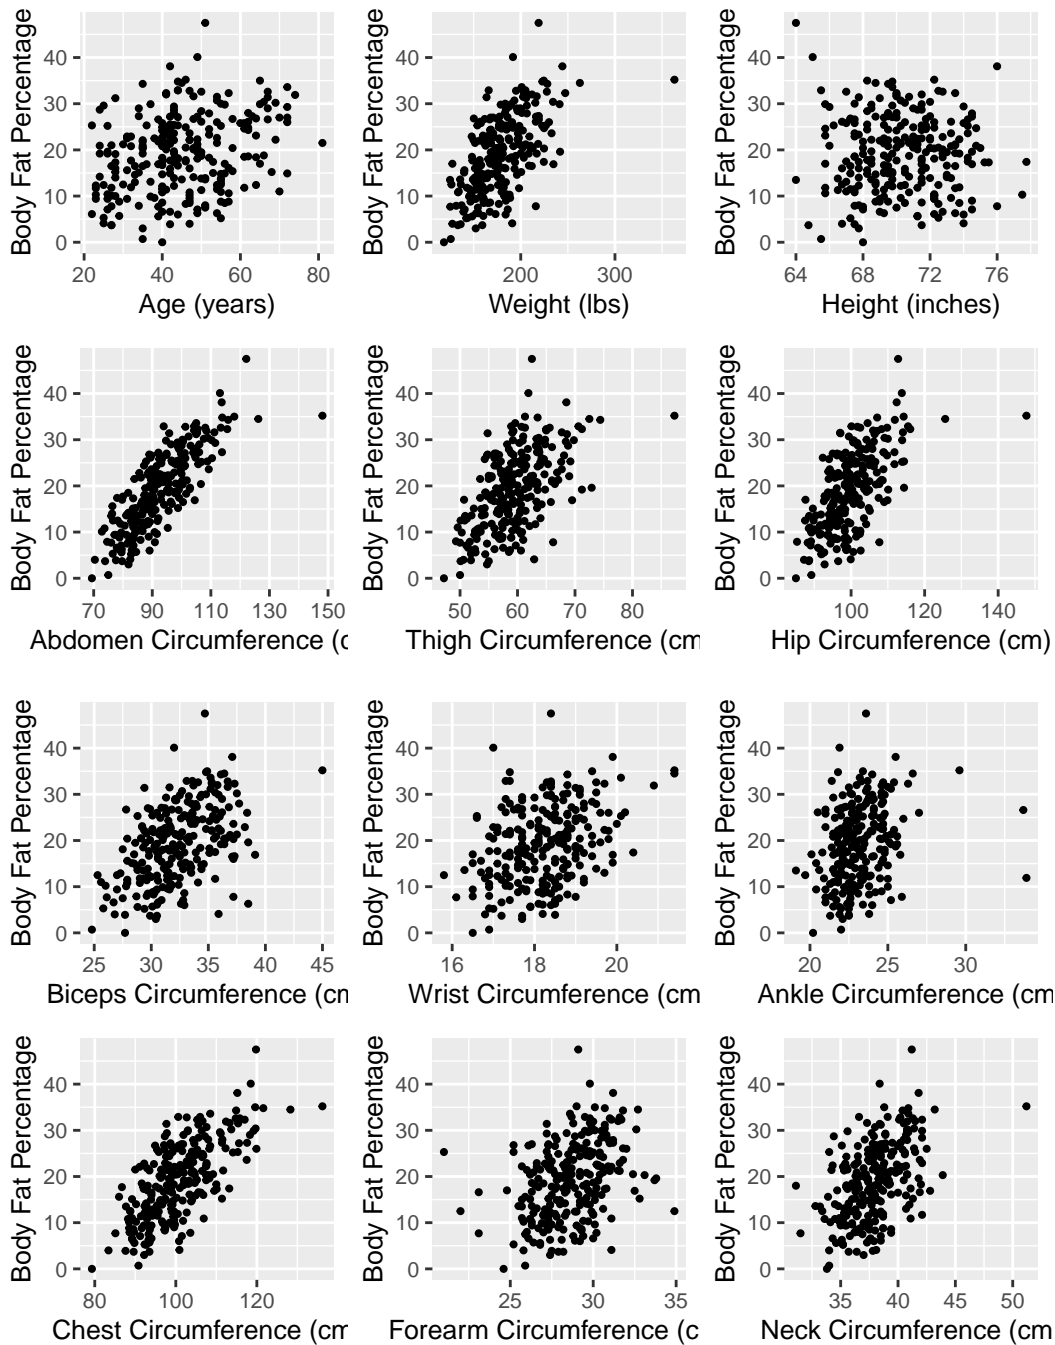 Body Fat Percentage
40
30
20
10
0
20 40 60 80
Age (years)
Body Fat Percentage
40
30
20
10
0
200 300
Weight (lbs)
Body Fat Percentage
40
30
20
10
0
64 68 72 76
Height (inches)
Body Fat Percentage
40
30
20
10
0
70 90 110 130 150
Abdomen Circumference (c
Body Fat Percentage
40
30
20
10
0
50 60 70 80
Thigh Circumference (cm
Body Fat Percentage
40
30
20
10
0
100 120 140
Hip Circumference (cm)
Body Fat Percentage
40
30
20
10
0
25 30 35 40 45
Biceps Circumference (cm
Body Fat Percentage
40
30
20
10
0
16 18 20
Wrist Circumference (cm
Body Fat Percentage
40
30
20
10
0
20 25 30
Ankle Circumference (cm
Body Fat Percentage
40
30
20
10
0
80 100 120
Chest Circumference (cm
Body Fat Percentage
40
30
20
10
0
25 30 35
Forearm Circumference (c
Body Fat Percentage
40
30
20
10
0
35 40 45 50
Neck Circumference (cm